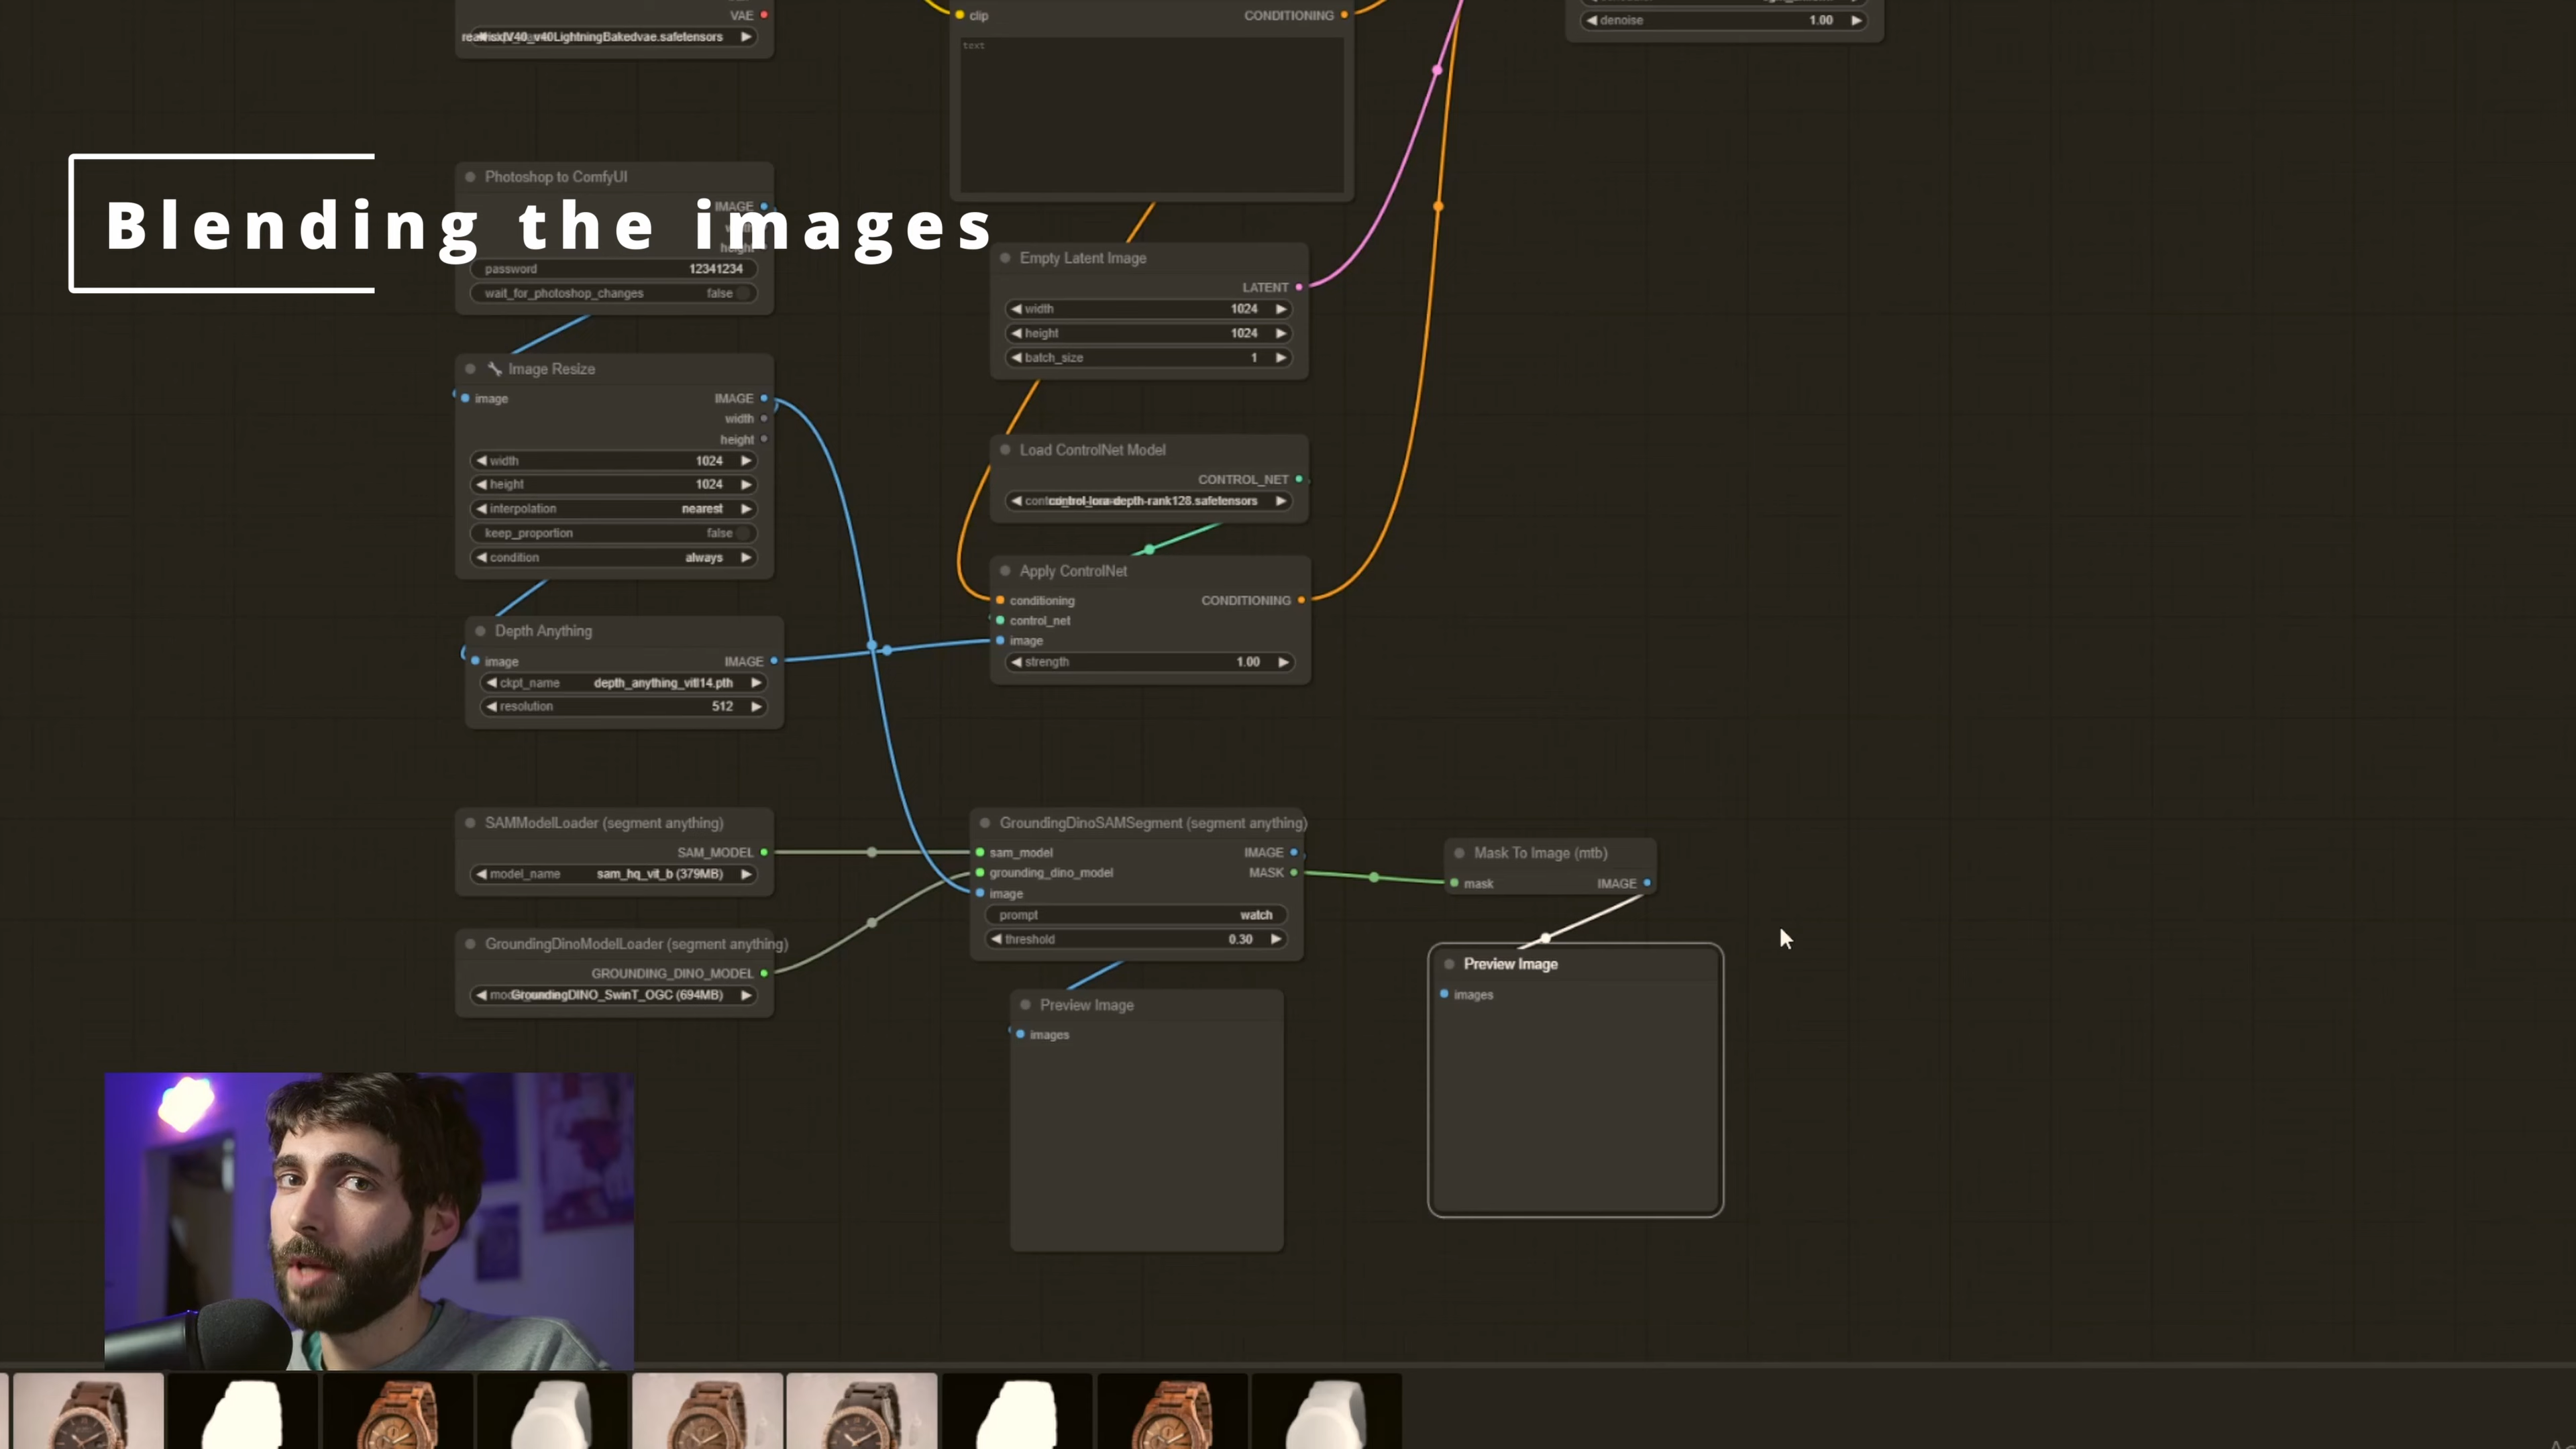 VAE
clip
CONDITIONING
denoise
1.00
text
Photoshop to ComfyUI
IMAGE
height
Blending the images
password
12341234
wait_for_photoshop_changes
false
Image Resize
image
IMAGE
width
height
width
1024
height
1024
interpolation
nearest
keep_proportion
false
condition
always
Depth Anything
image
IMAGE
ckpt_name
depth_anything_vitl14.pth
resolution
512
SAMModelLoader (segment anything)
SAM_MODEL
model_name
sam_hq_vit_b (379MB)
GroundingDinoModelLoader (segment anything)
GROUNDING_DINO_MODEL
GroundingDINO_SwinT_OGC (694MB)
Empty Latent Image
LATENT
width
1024
height
1024
batch_size
1
Load ControlNet Model
CONTROL_NET
control-lora-depth-rank128.safetensors
Apply ControlNet
conditioning
CONDITIONING
control_net
image
strength
1.00
GroundingDinoSAMSegment (segment anything)
sam_model
IMAGE
grounding_dino_model
MASK
image
prompt
watch
threshold
0.30
Preview Image
images
Mask To Image (mtb)
mask
IMAGE
Preview Image
images